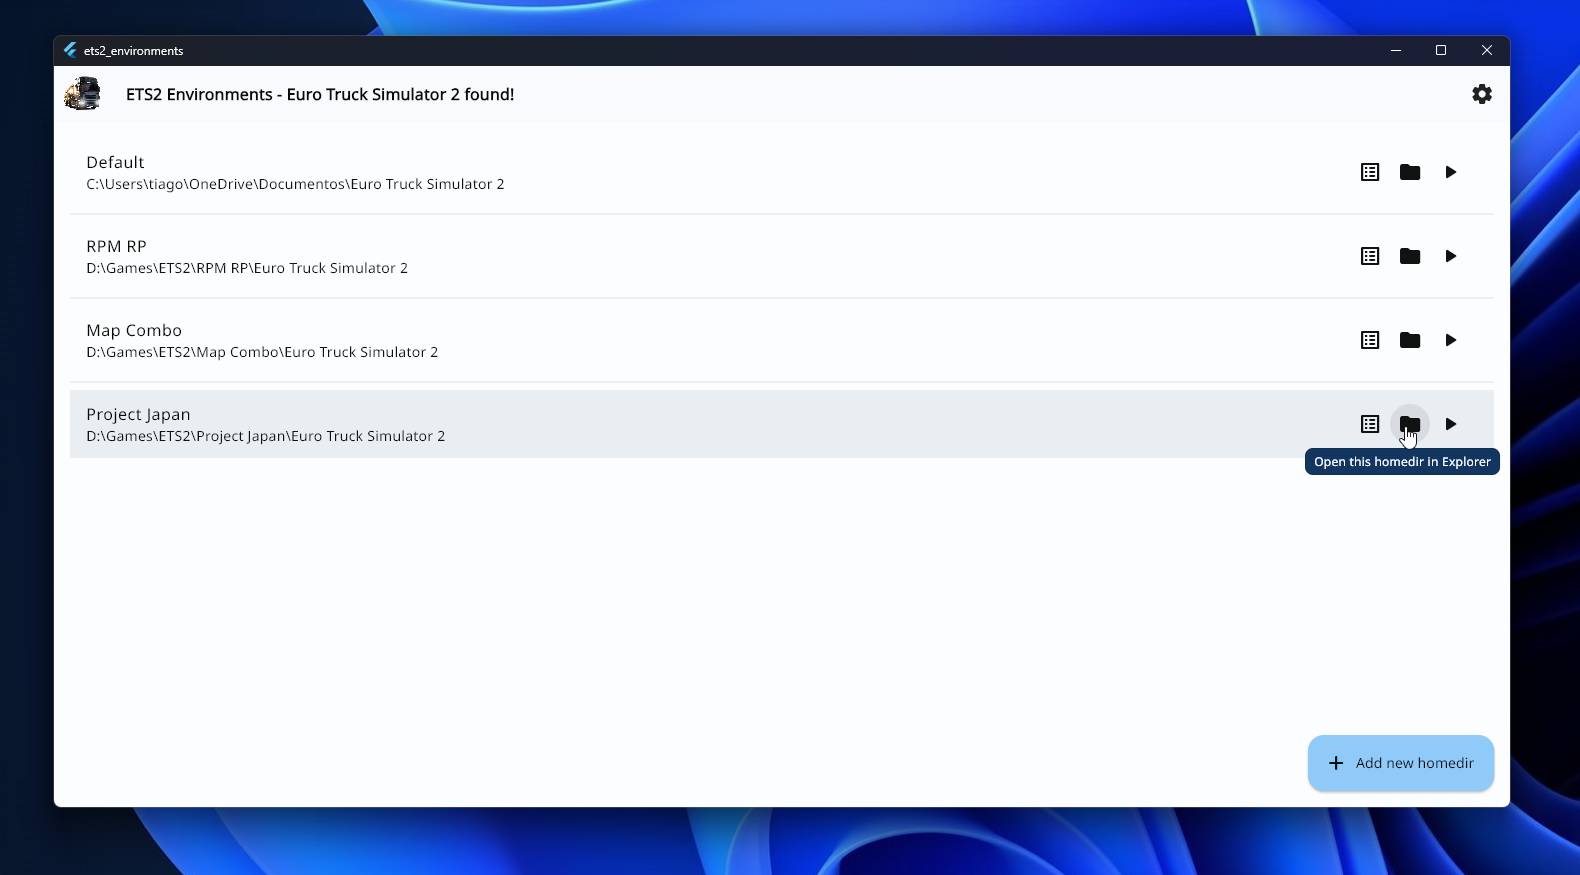 ets2_environments
ETS2 Environments - Euro Truck Simulator 2 found!
Default
C:\Users\tiago\OneDrive\Documentos\Euro Truck Simulator 2
RPM RP
D:\Games\ETS2\RPM RP\Euro Truck Simulator 2
Map Combo
D:\Games\ETS2\Map Combo\Euro Truck Simulator 2
Project Japan
D:\Games\ETS2\Project Japan\Euro Truck Simulator 2
Open this homedir in Explorer
Add new homedir